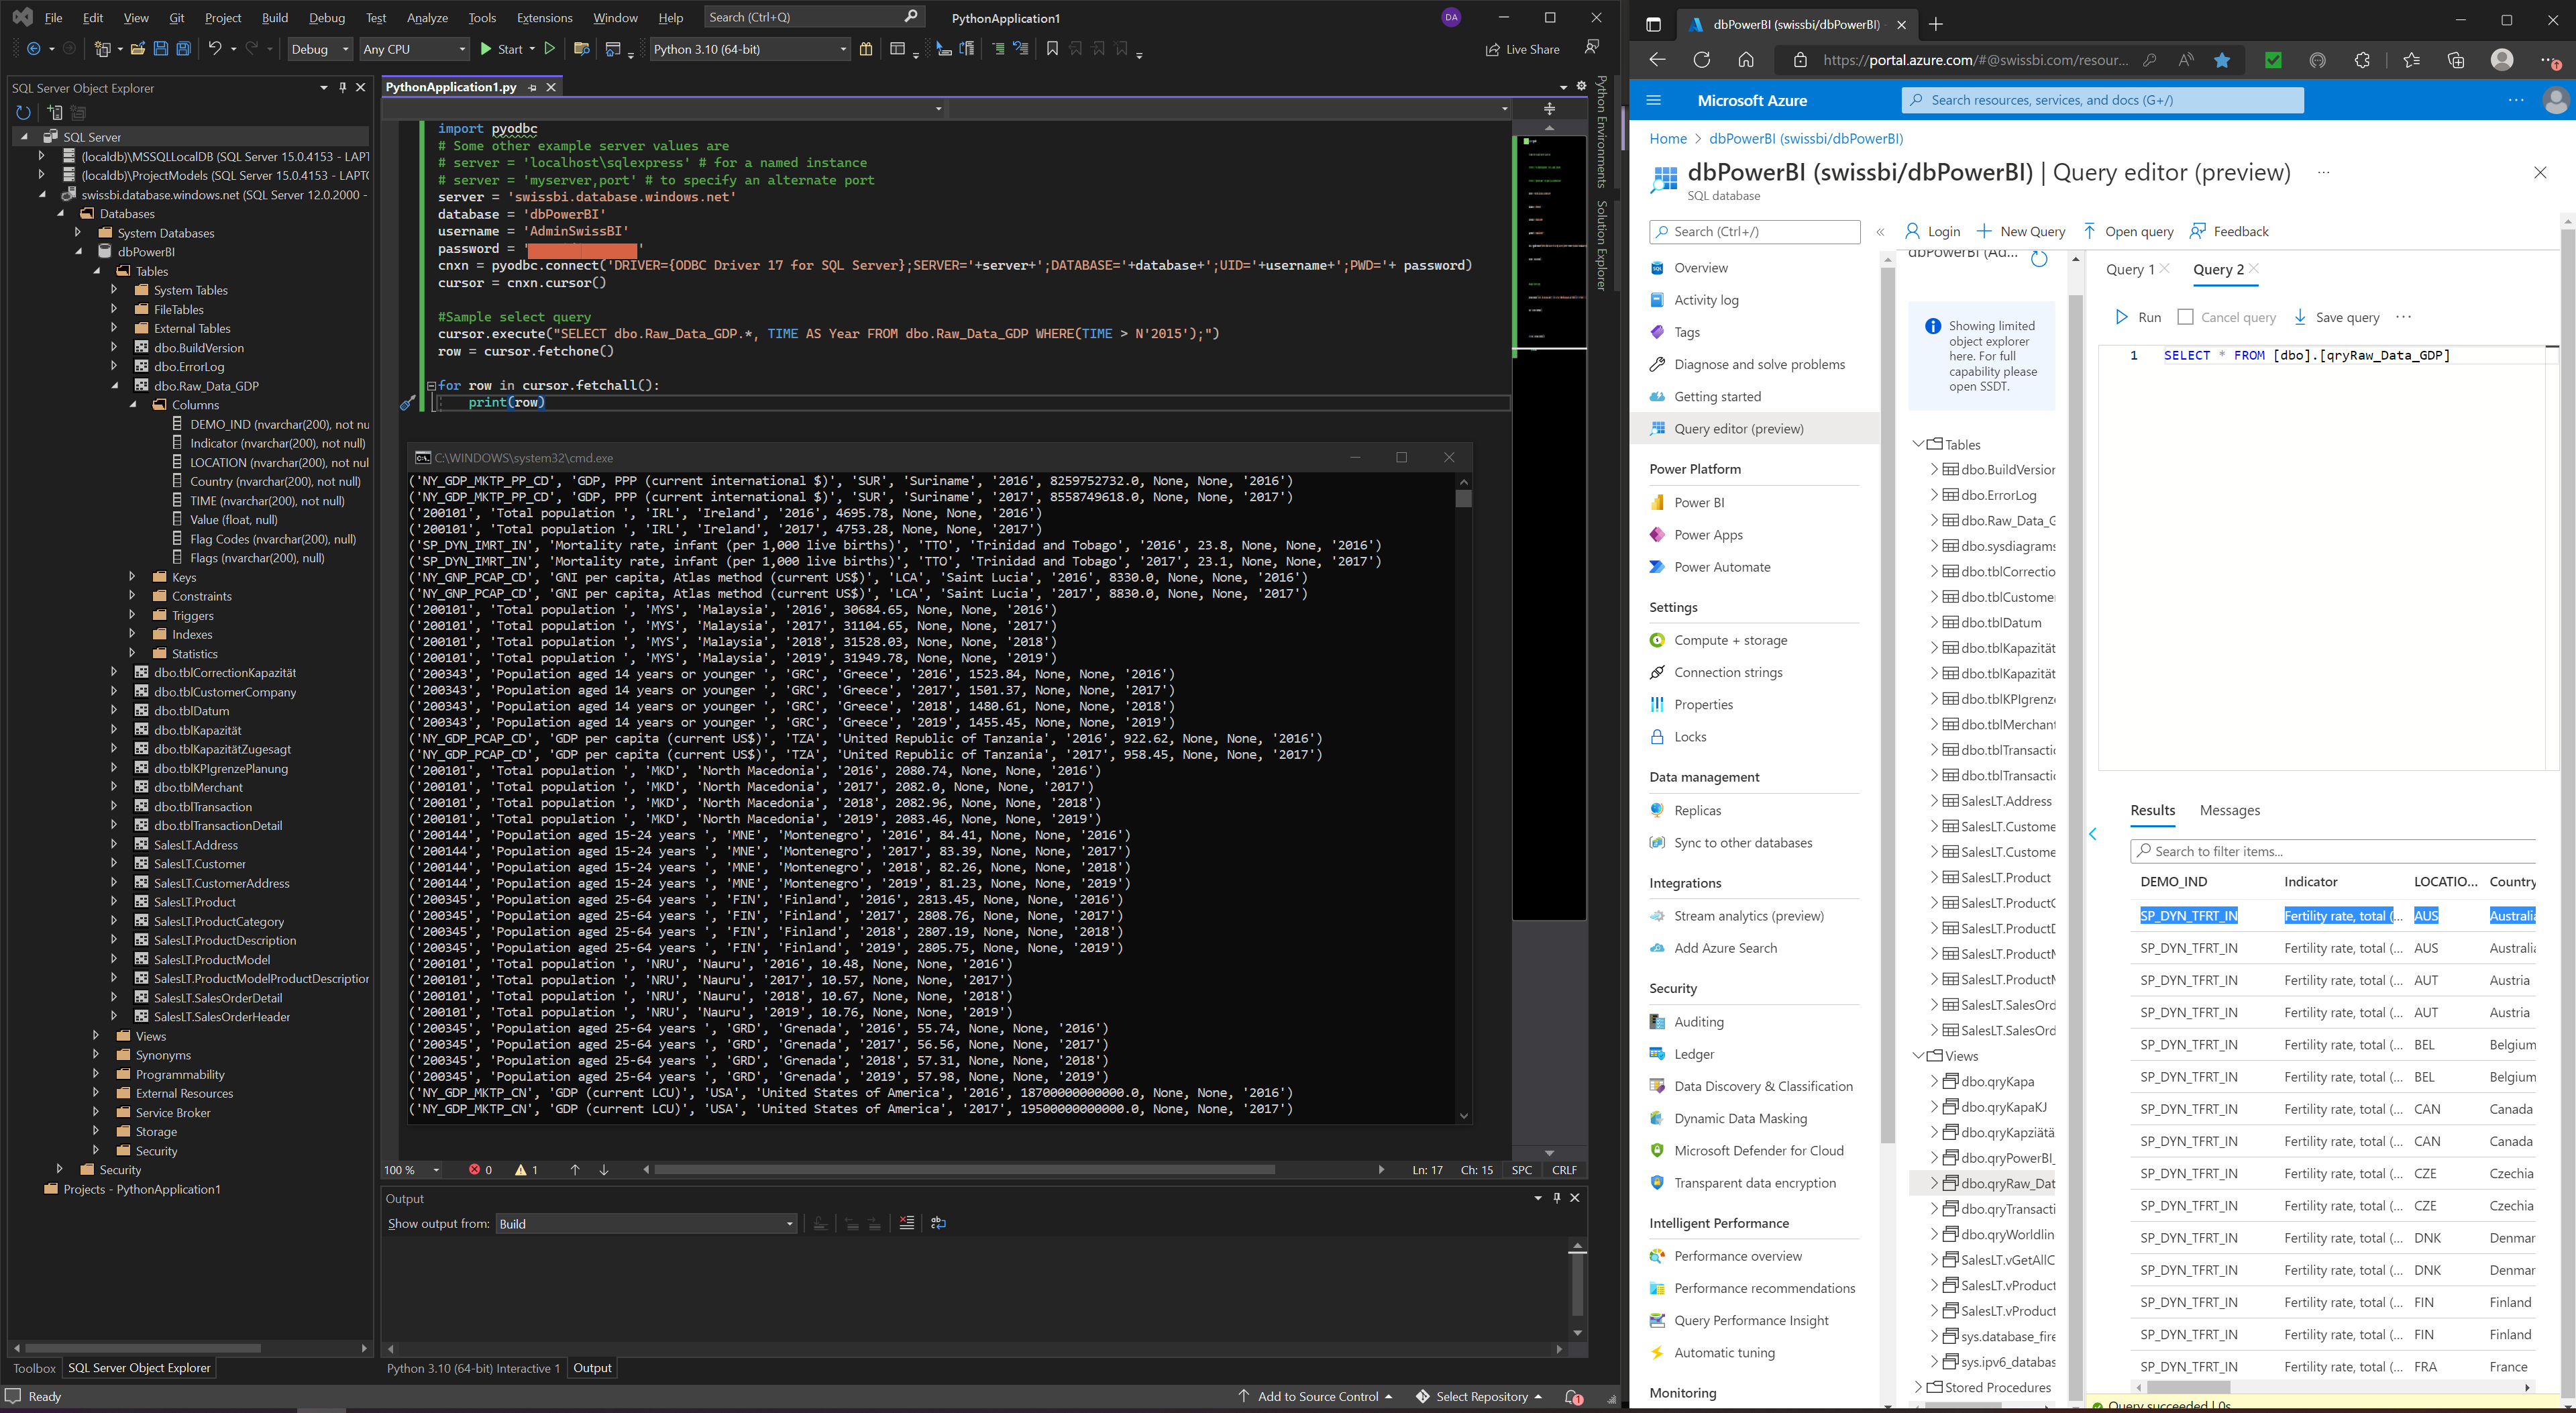 File Edit View Git Project Build Debug Test Analyze Tools Extensions Window Help Search (Ctrl+Q) PythonApplication1 DA
Debug Any CPU Start Python 3.10 (64-bit) Live Share
SQL Server Object Explorer
SQL Server
(localdb)\MSSQLLocalDB (SQL Server 15.0.4153 - LAPT
(localdb)\ProjectModels (SQL Server 15.0.4153 - LAPT(
swissbi.database.windows.net (SQL Server 12.0.2000 -
Databases
System Databases
dbPowerBI
Tables
System Tables
FileTables
External Tables
dbo.BuildVersion
dbo.ErrorLog
dbo.Raw_Data_GDP
Columns
DEMO_IND (nvarchar(200), not nu
Indicator (nvarchar(200), not null)
LOCATION (nvarchar(200), not nul
Country (nvarchar(200), not null)
TIME (nvarchar(200), not null)
Value (float, null)
Flag Codes (nvarchar(200), null)
Flags (nvarchar(200), null)
Keys
Constraints
Triggers
Indexes
Statistics
dbo.tblCorrectionKapazität
dbo.tblCustomerCompany
dbo.tblDatum
dbo.tblKapazität
dbo.tblKapazitätZugesagt
dbo.tblKPIgrenzePlanung
dbo.tblMerchant
dbo.tblTransaction
dbo.tblTransactionDetail
SalesLT.Address
SalesLT.Customer
SalesLT.CustomerAddress
SalesLT.Product
SalesLT.ProductCategory
SalesLT.ProductDescription
SalesLT.ProductModel
SalesLT.ProductModelProductDescription
SalesLT.SalesOrderDetail
SalesLT.SalesOrderHeader
Views
Synonyms
Programmability
External Resources
Service Broker
Storage
Security
Security
Projects - PythonApplication1
Toolbox SQL Server Object Explorer
PythonApplication1.py
Python Environments
Solution Explorer
import pyodbc
# Some other example server values are
# server = 'localhost\sqlexpress' # for a named instance
# server = 'myserver,port' # to specify an alternate port
server = 'swissbi.database.windows.net'
database = 'dbPowerBI'
username = 'AdminSwissBI'
password = ' '
cnxn = pyodbc.connect('DRIVER={ODBC Driver 17 for SQL Server};SERVER='+server+';DATABASE='+database+';UID='+username+';PWD='+ password)
cursor = cnxn.cursor()
#Sample select query
cursor.execute("SELECT dbo.Raw_Data_GDP.*, TIME AS Year FROM dbo.Raw_Data_GDP WHERE(TIME > N'2015');")
row = cursor.fetchone()
for row in cursor.fetchall():
print(row)
C:\WINDOWS\system32\cmd.exe
('NY_GDP_MKTP_PP_CD', 'GDP, PPP (current international $)', 'SUR', 'Suriname', '2016', 8259752732.0, None, None, '2016')
('NY_GDP_MKTP_PP_CD', 'GDP, PPP (current international $)', 'SUR', 'Suriname', '2017', 8558749618.0, None, None, '2017')
('200101', 'Total population ', 'IRL', 'Ireland', '2016', 4695.78, None, None, '2016')
('200101', 'Total population ', 'IRL', 'Ireland', '2017', 4753.28, None, None, '2017')
('SP_DYN_IMRT_IN', 'Mortality rate, infant (per 1,000 live births)', 'TTO', 'Trinidad and Tobago', '2016', 23.8, None, None, '2016')
('SP_DYN_IMRT_IN', 'Mortality rate, infant (per 1,000 live births)', 'TTO', 'Trinidad and Tobago', '2017', 23.1, None, None, '2017')
('NY_GNP_PCAP_CD', 'GNI per capita, Atlas method (current US$)', 'LCA', 'Saint Lucia', '2016', 8330.0, None, None, '2016')
('NY_GNP_PCAP_CD', 'GNI per capita, Atlas method (current US$)', 'LCA', 'Saint Lucia', '2017', 8830.0, None, None, '2017')
('200101', 'Total population ', 'MYS', 'Malaysia', '2016', 30684.65, None, None, '2016')
('200101', 'Total population ', 'MYS', 'Malaysia', '2017', 31104.65, None, None, '2017')
('200101', 'Total population ', 'MYS', 'Malaysia', '2018', 31528.03, None, None, '2018')
('200101', 'Total population ', 'MYS', 'Malaysia', '2019', 31949.78, None, None, '2019')
('200343', 'Population aged 14 years or younger ', 'GRC', 'Greece', '2016', 1523.84, None, None, '2016')
('200343', 'Population aged 14 years or younger ', 'GRC', 'Greece', '2017', 1501.37, None, None, '2017')
('200343', 'Population aged 14 years or younger ', 'GRC', 'Greece', '2018', 1480.61, None, None, '2018')
('200343', 'Population aged 14 years or younger ', 'GRC', 'Greece', '2019', 1455.45, None, None, '2019')
('NY_GDP_PCAP_CD', 'GDP per capita (current US$)', 'TZA', 'United Republic of Tanzania', '2016', 922.62, None, None, '2016')
('NY_GDP_PCAP_CD', 'GDP per capita (current US$)', 'TZA', 'United Republic of Tanzania', '2017', 958.45, None, None, '2017')
('200101', 'Total population ', 'MKD', 'North Macedonia', '2016', 2080.74, None, None, '2016')
('200101', 'Total population ', 'MKD', 'North Macedonia', '2017', 2082.0, None, None, '2017')
('200101', 'Total population ', 'MKD', 'North Macedonia', '2018', 2082.96, None, None, '2018')
('200101', 'Total population ', 'MKD', 'North Macedonia', '2019', 2083.46, None, None, '2019')
('200144', 'Population aged 15-24 years ', 'MNE', 'Montenegro', '2016', 84.41, None, None, '2016')
('200144', 'Population aged 15-24 years ', 'MNE', 'Montenegro', '2017', 83.39, None, None, '2017')
('200144', 'Population aged 15-24 years ', 'MNE', 'Montenegro', '2018', 82.26, None, None, '2018')
('200144', 'Population aged 15-24 years ', 'MNE', 'Montenegro', '2019', 81.23, None, None, '2019')
('200345', 'Population aged 25-64 years ', 'FIN', 'Finland', '2016', 2813.45, None, None, '2016')
('200345', 'Population aged 25-64 years ', 'FIN', 'Finland', '2017', 2808.76, None, None, '2017')
('200345', 'Population aged 25-64 years ', 'FIN', 'Finland', '2018', 2807.19, None, None, '2018')
('200345', 'Population aged 25-64 years ', 'FIN', 'Finland', '2019', 2805.75, None, None, '2019')
('200101', 'Total population ', 'NRU', 'Nauru', '2016', 10.48, None, None, '2016')
('200101', 'Total population ', 'NRU', 'Nauru', '2017', 10.57, None, None, '2017')
('200101', 'Total population ', 'NRU', 'Nauru', '2018', 10.67, None, None, '2018')
('200101', 'Total population ', 'NRU', 'Nauru', '2019', 10.76, None, None, '2019')
('200345', 'Population aged 25-64 years ', 'GRD', 'Grenada', '2016', 55.74, None, None, '2016')
('200345', 'Population aged 25-64 years ', 'GRD', 'Grenada', '2017', 56.56, None, None, '2017')
('200345', 'Population aged 25-64 years ', 'GRD', 'Grenada', '2018', 57.31, None, None, '2018')
('200345', 'Population aged 25-64 years ', 'GRD', 'Grenada', '2019', 57.98, None, None, '2019')
('NY_GDP_MKTP_CN', 'GDP (current LCU)', 'USA', 'United States of America', '2016', 18700000000000.0, None, None, '2016')
('NY_GDP_MKTP_CN', 'GDP (current LCU)', 'USA', 'United States of America', '2017', 19500000000000.0, None, None, '2017')
100 % 0 1 Ln: 17 Ch: 15 SPC CRLF
Output
Show output from: Build
Python 3.10 (64-bit) Interactive 1 Output
Ready Add to Source Control Select Repository 1
dbPowerBI (swissbi/dbPowerBI)
https://portal.azure.com/#@swissbi.com/resour...
Microsoft Azure Search resources, services, and docs (G+/)
Home > dbPowerBI (swissbi/dbPowerBI)
dbPowerBI (swissbi/dbPowerBI) | Query editor (preview) ...
SQL database
Search (Ctrl+/) « Login New Query Open query Feedback
Overview
Activity log
Tags
Diagnose and solve problems
Getting started
Query editor (preview)
Power Platform
Power BI
Power Apps
Power Automate
Settings
Compute + storage
Connection strings
Properties
Locks
Data management
Replicas
Sync to other databases
Integrations
Stream analytics (preview)
Add Azure Search
Security
Auditing
Ledger
Data Discovery & Classification
Dynamic Data Masking
Microsoft Defender for Cloud
Transparent data encryption
Intelligent Performance
Performance overview
Performance recommendations
Query Performance Insight
Automatic tuning
Monitoring
dbPowerBI (Ad...
Showing limited
object explorer
here. For full
capability please
open SSDT.
Tables
dbo.BuildVersion
dbo.ErrorLog
dbo.Raw_Data_G
dbo.sysdiagrams
dbo.tblCorrectio
dbo.tblCustomer
dbo.tblDatum
dbo.tblKapazität
dbo.tblKapazität
dbo.tblKPIgrenze
dbo.tblMerchant
dbo.tblTransactic
dbo.tblTransactic
SalesLT.Address
SalesLT.Custome
SalesLT.Custome
SalesLT.Product
SalesLT.ProductC
SalesLT.ProductD
SalesLT.ProductM
SalesLT.ProductM
SalesLT.SalesOrd
SalesLT.SalesOrd
Views
dbo.qryKapa
dbo.qryKapaKJ
dbo.qryKapziätä
dbo.qryPowerBI_
dbo.qryRaw_Dat
dbo.qryTransacti
dbo.qryWorldlin
SalesLT.vGetAllC
SalesLT.vProduct
SalesLT.vProduct
sys.database_fire
sys.ipv6_databas
Stored Procedures
Query 1 Query 2
Run Cancel query Save query ...
1 SELECT * FROM [dbo].[qryRaw_Data_GDP]
Results Messages
Search to filter items...
DEMO_IND Indicator LOCATIO... Country
SP_DYN_TFRT_IN Fertility rate, total (... AUS Australia
SP_DYN_TFRT_IN Fertility rate, total (... AUS Australia
SP_DYN_TFRT_IN Fertility rate, total (... AUT Austria
SP_DYN_TFRT_IN Fertility rate, total (... AUT Austria
SP_DYN_TFRT_IN Fertility rate, total (... BEL Belgium
SP_DYN_TFRT_IN Fertility rate, total (... BEL Belgium
SP_DYN_TFRT_IN Fertility rate, total (... CAN Canada
SP_DYN_TFRT_IN Fertility rate, total (... CAN Canada
SP_DYN_TFRT_IN Fertility rate, total (... CZE Czechia
SP_DYN_TFRT_IN Fertility rate, total (... CZE Czechia
SP_DYN_TFRT_IN Fertility rate, total (... DNK Denmar
SP_DYN_TFRT_IN Fertility rate, total (... DNK Denmar
SP_DYN_TFRT_IN Fertility rate, total (... FIN Finland
SP_DYN_TFRT_IN Fertility rate, total (... FIN Finland
SP_DYN_TFRT_IN Fertility rate, total (... FRA France
Query succeeded | 0s